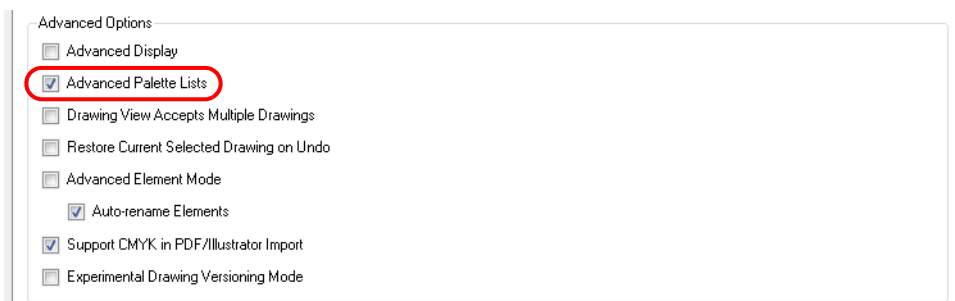 Advanced Options
Advanced Display
Advanced Palette Lists
Drawing View Accepts Multiple Drawings
Restore Current Selected Drawing on Undo
Advanced Element Mode
Auto-rename Elements
Support CMYK in PDF/Illustrator Import
Experimental Drawing Versioning Mode